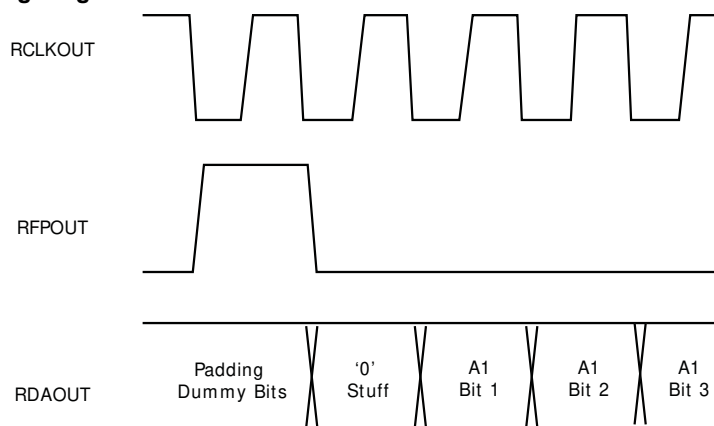 RCLKOUT
RFPOUT
RDAOUT
Padding
Dummy Bits
'0'
Stuff
A1
Bit 1
A1
Bit 2
A1
Bit 3